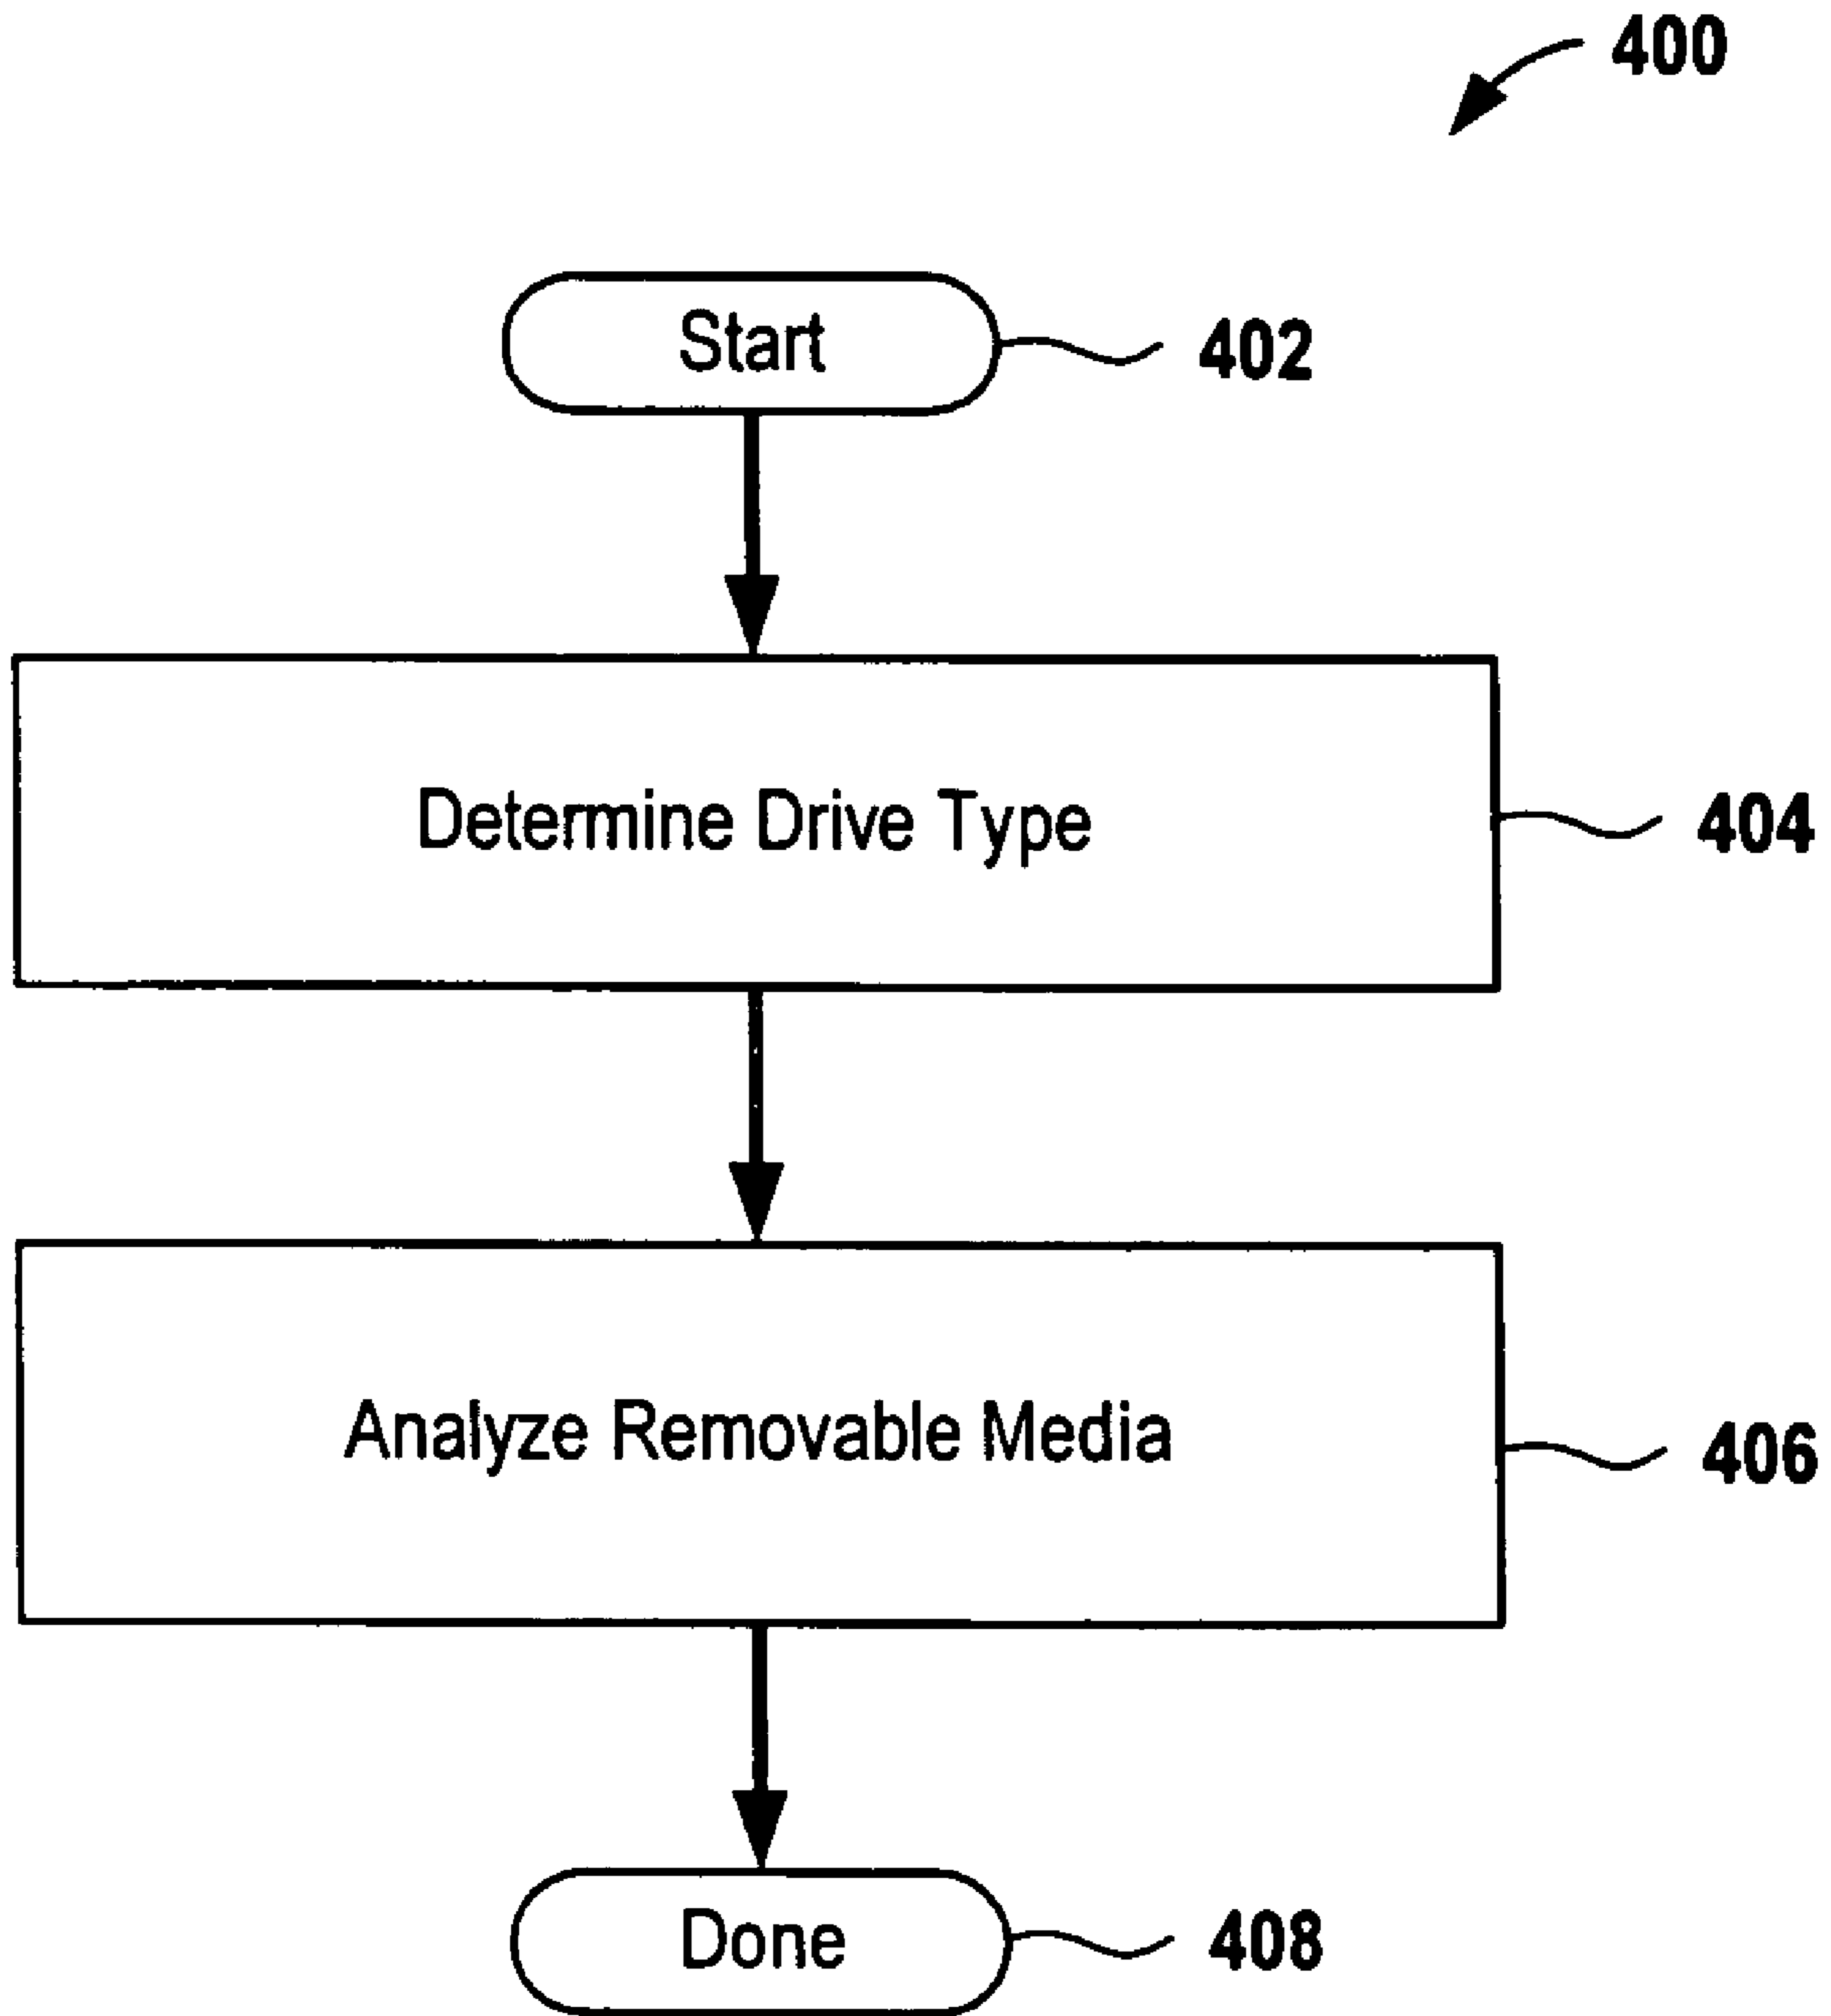 400
Start
402
Determine Drive Type
404
Analyze Removable Media
406
Done
408